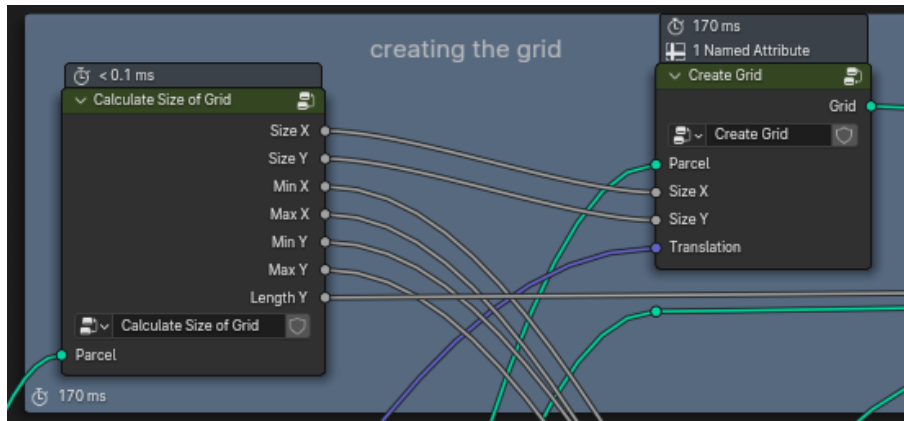 creating the grid
< 0.1 ms
Calculate Size of Grid
Size X
Size Y
Min X
Max X
Min Y
Max Y
Length Y
Calculate Size of Grid
Parcel
170 ms
170 ms
1 Named Attribute
Create Grid
Grid
Create Grid
Parcel
Size X
Size Y
Translation